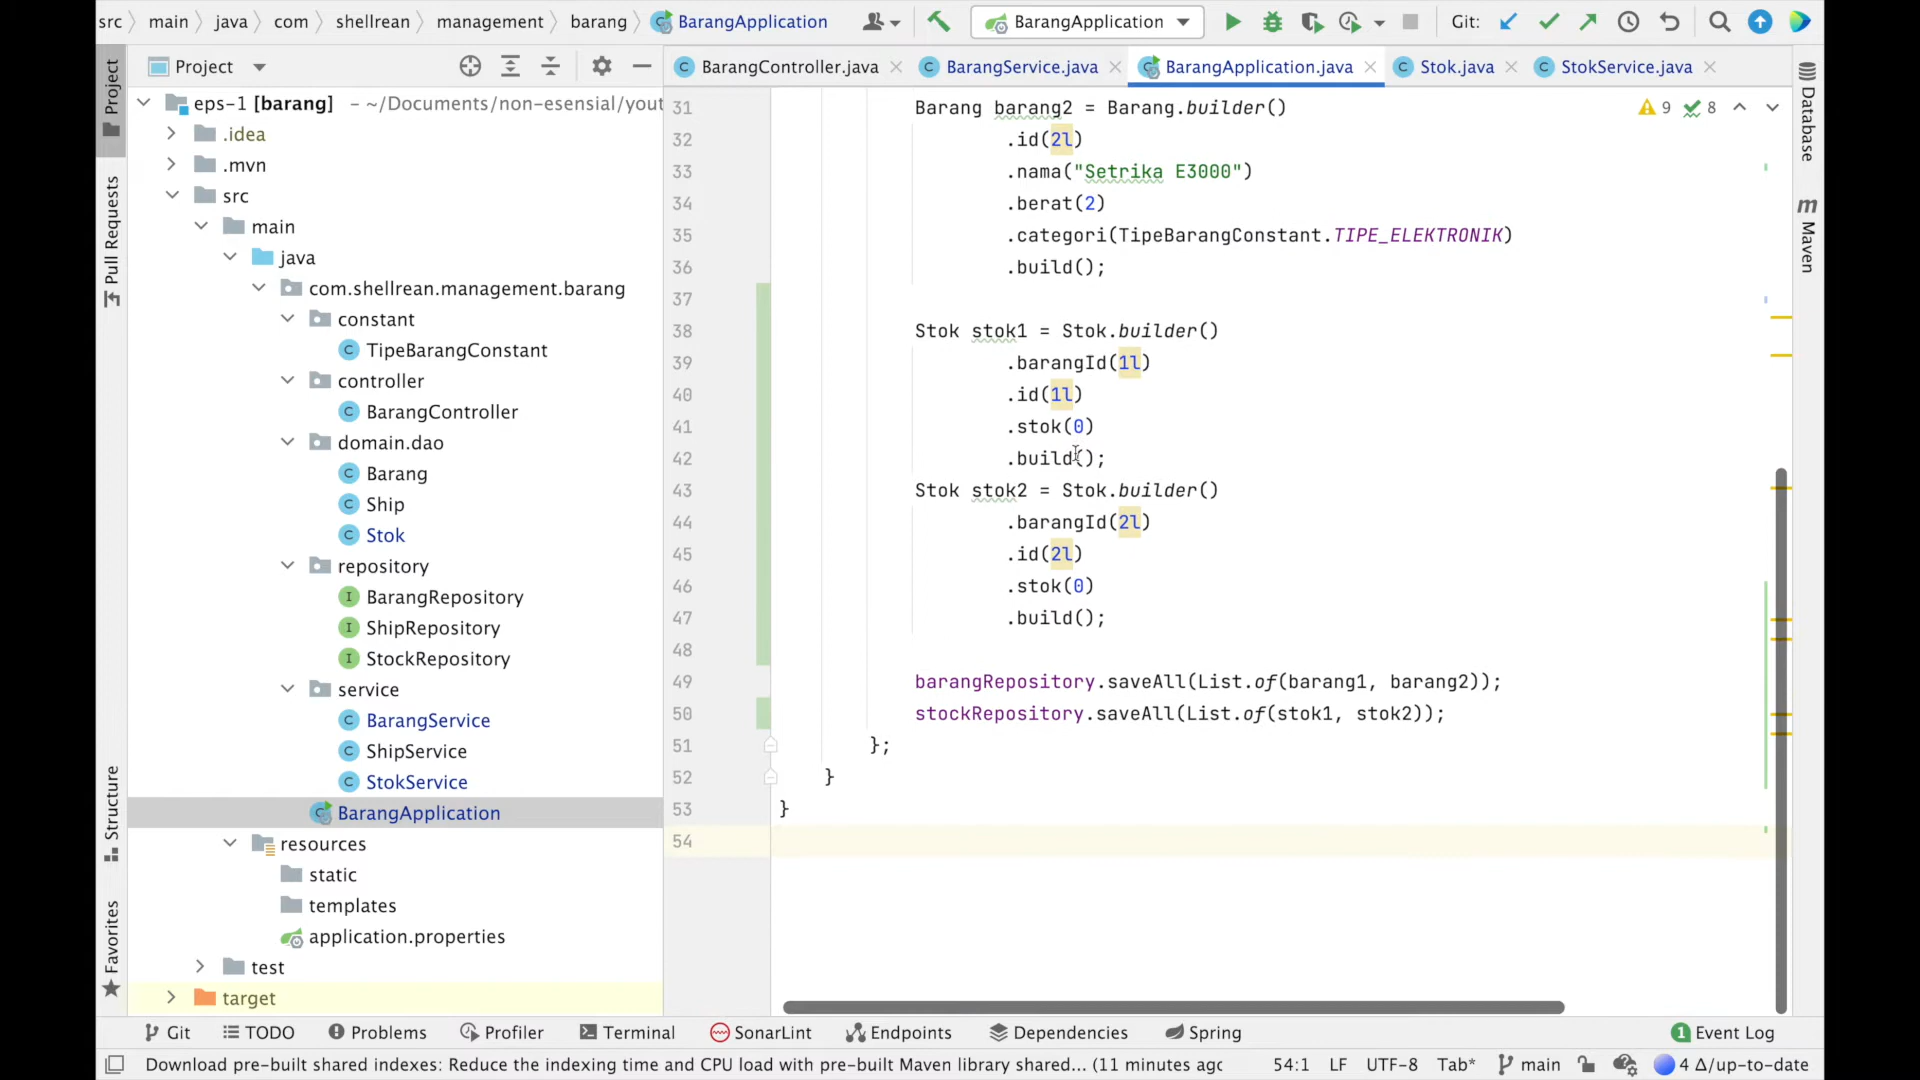 src main java com shellrean management barang BarangApplication BarangApplication Git:
Project BarangController.java BarangService.java BarangApplication.java Stok.java StokService.java
Project
Pull Requests
Structure
Favorites
Database
Maven
eps-1 [barang] – ~/Documents/non-esensial/yout
.idea
.mvn
src
main
java
com.shellrean.management.barang
constant
TipeBarangConstant
controller
BarangController
domain.dao
Barang
Ship
Stok
repository
BarangRepository
ShipRepository
StockRepository
service
BarangService
ShipService
StokService
BarangApplication
resources
static
templates
application.properties
test
target
9 8
31 Barang barang2 = Barang.builder()
32 .id(2l)
33 .nama("Setrika E3000")
34 .berat(2)
35 .categori(TipeBarangConstant.TIPE_ELEKTRONIK)
36 .build();
37
38 Stok stok1 = Stok.builder()
39 .barangId(1l)
40 .id(1l)
41 .stok(0)
42 .build();
43 Stok stok2 = Stok.builder()
44 .barangId(2l)
45 .id(2l)
46 .stok(0)
47 .build();
48
49 barangRepository.saveAll(List.of(barang1, barang2));
50 stockRepository.saveAll(List.of(stok1, stok2));
51 };
52 }
53 }
54
Git TODO Problems Profiler Terminal SonarLint Endpoints Dependencies Spring 1 Event Log
Download pre-built shared indexes: Reduce the indexing time and CPU load with pre-built Maven library shared... (11 minutes agc 54:1 LF UTF-8 Tab* main 4 Δ/up-to-date